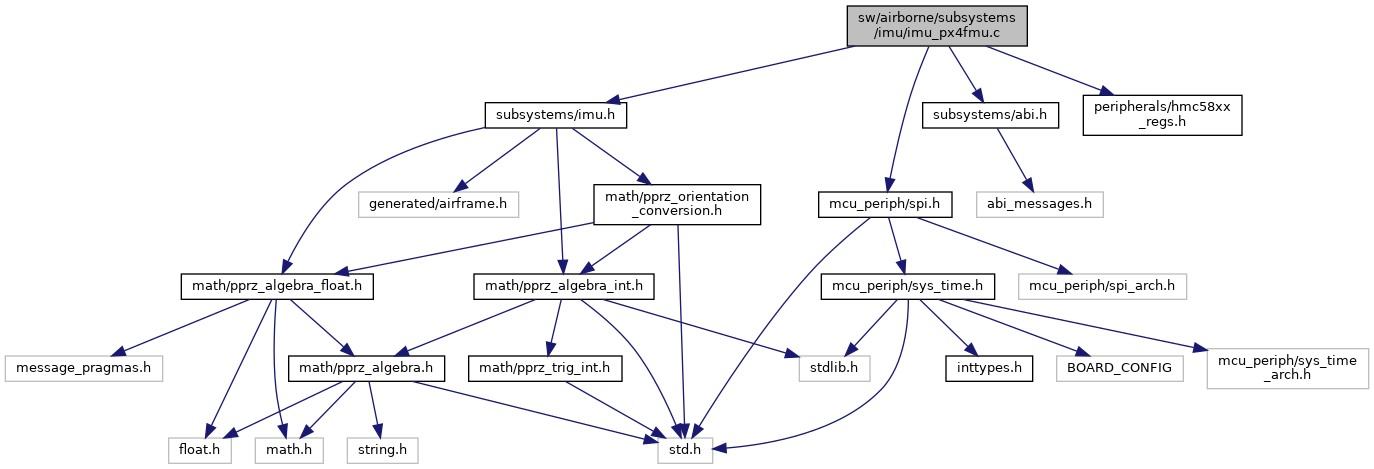 sw/airborne/subsystems
/imu/imu_px4fmu.c
subsystems/imu.h
subsystems/abi.h
peripherals/hmc58xx
_regs.h
generated/airframe.h
math/pprz_orientation
_conversion.h
mcu_periph/spi.h
abi_messages.h
math/pprz_algebra_float.h
math/pprz_algebra_int.h
mcu_periph/sys_time.h
mcu_periph/spi_arch.h
message_pragmas.h
math/pprz_algebra.h
math/pprz_trig_int.h
stdlib.h
inttypes.h
BOARD_CONFIG
mcu_periph/sys_time
_arch.h
float.h
math.h
string.h
std.h